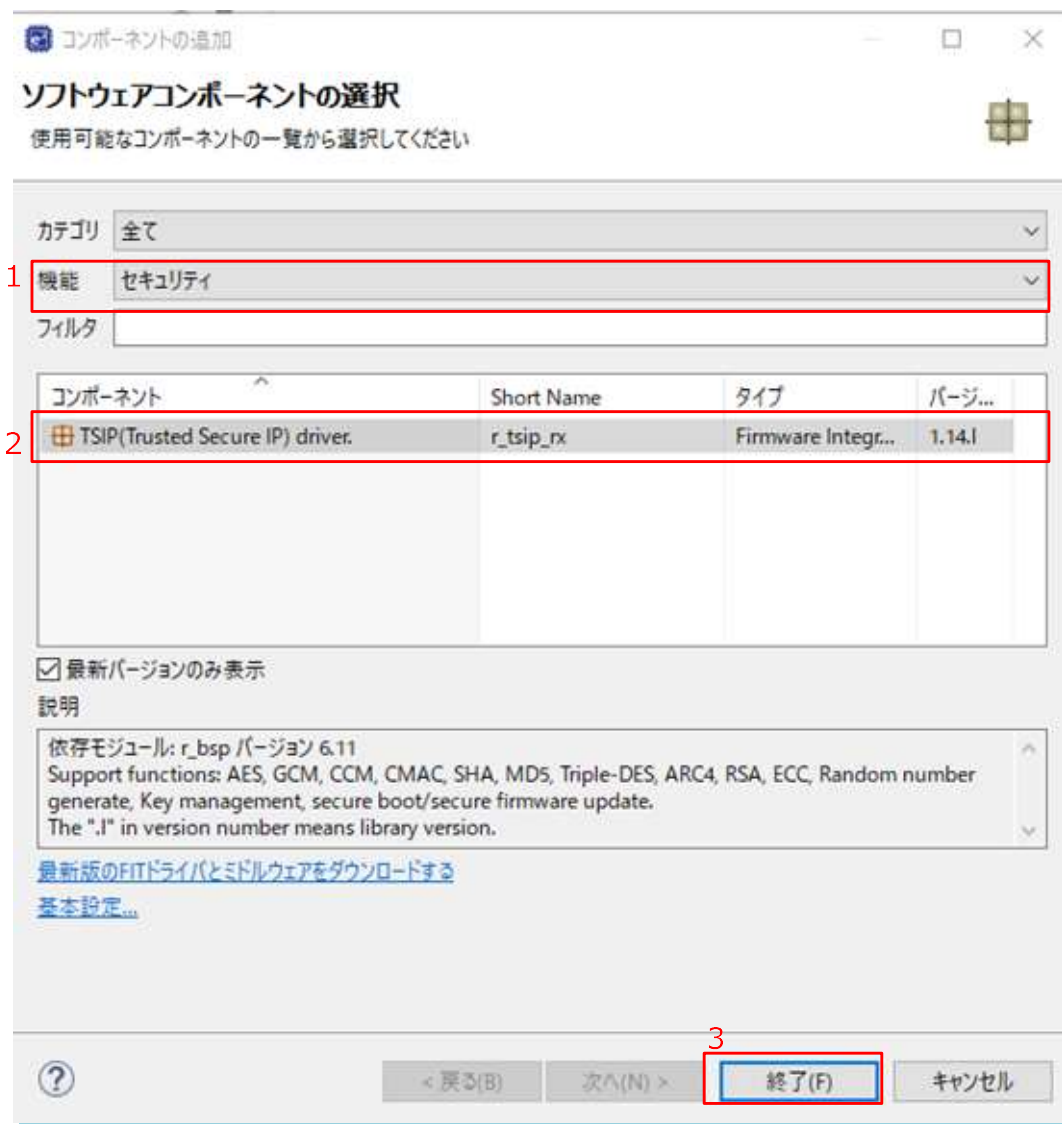 コンポーネントの追加
ソフトウェアコンポーネントの選択
使用可能なコンポーネントの一覧から選択してください
カテゴリ 全て
1 機能 セキュリティ
フィルタ
コンポーネント Short Name タイプ バージ...
2 TSIP(Trusted Secure IP) driver. r_tsip_rx Firmware Integr... 1.14.l
最新バージョンのみ表示
説明
依存モジュール: r_bsp バージョン 6.11
Support functions: AES, GCM, CCM, CMAC, SHA, MD5, Triple-DES, ARC4, RSA, ECC, Random number
generate, Key management, secure boot/secure firmware update.
The ".l" in version number means library version.
最新版のFITドライバとミドルウェアをダウンロードする
基本設定...
3
? < 戻る(B) 次へ(N) > 終了(F) キャンセル